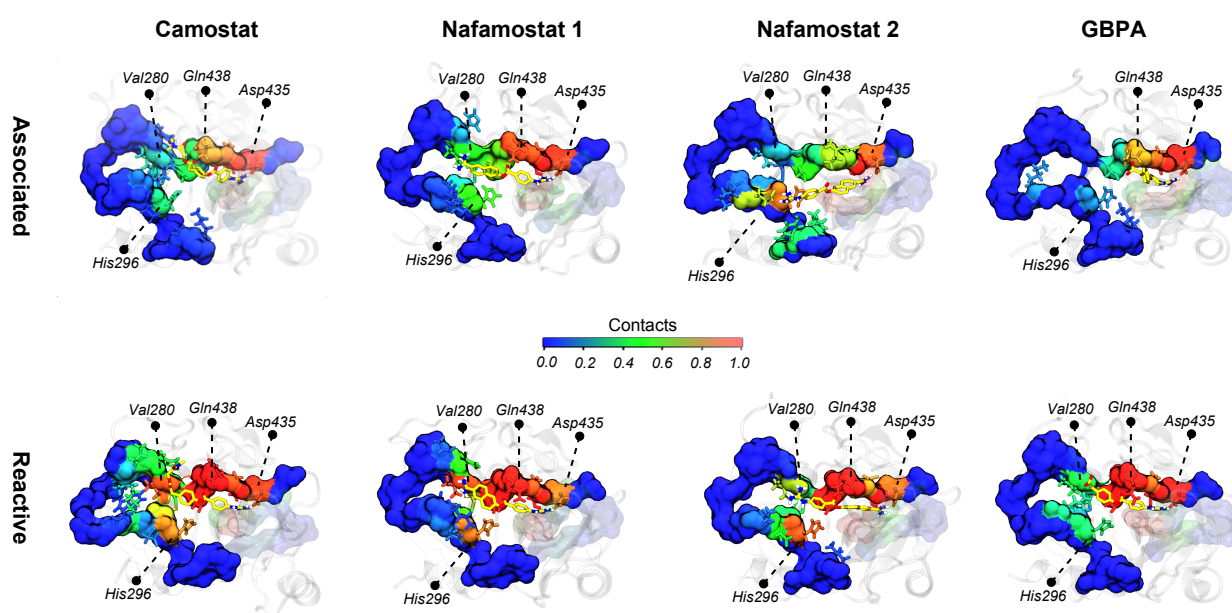 Camostat
Nafamostat 1
Nafamostat 2
GBPA
Associated
Val280 Gln438 Asp435
His296
Val280 Gln438 Asp435
His296
Val280 Gln438 Asp435
His296
Gln438 Asp435
His296
Contacts
0.0 0.2 0.4 0.6 0.8 1.0
Reactive
Val280 Gln438 Asp435
His296
Val280 Gln438 Asp435
His296
Val280 Gln438 Asp435
His296
Val280 Gln438 Asp435
His296